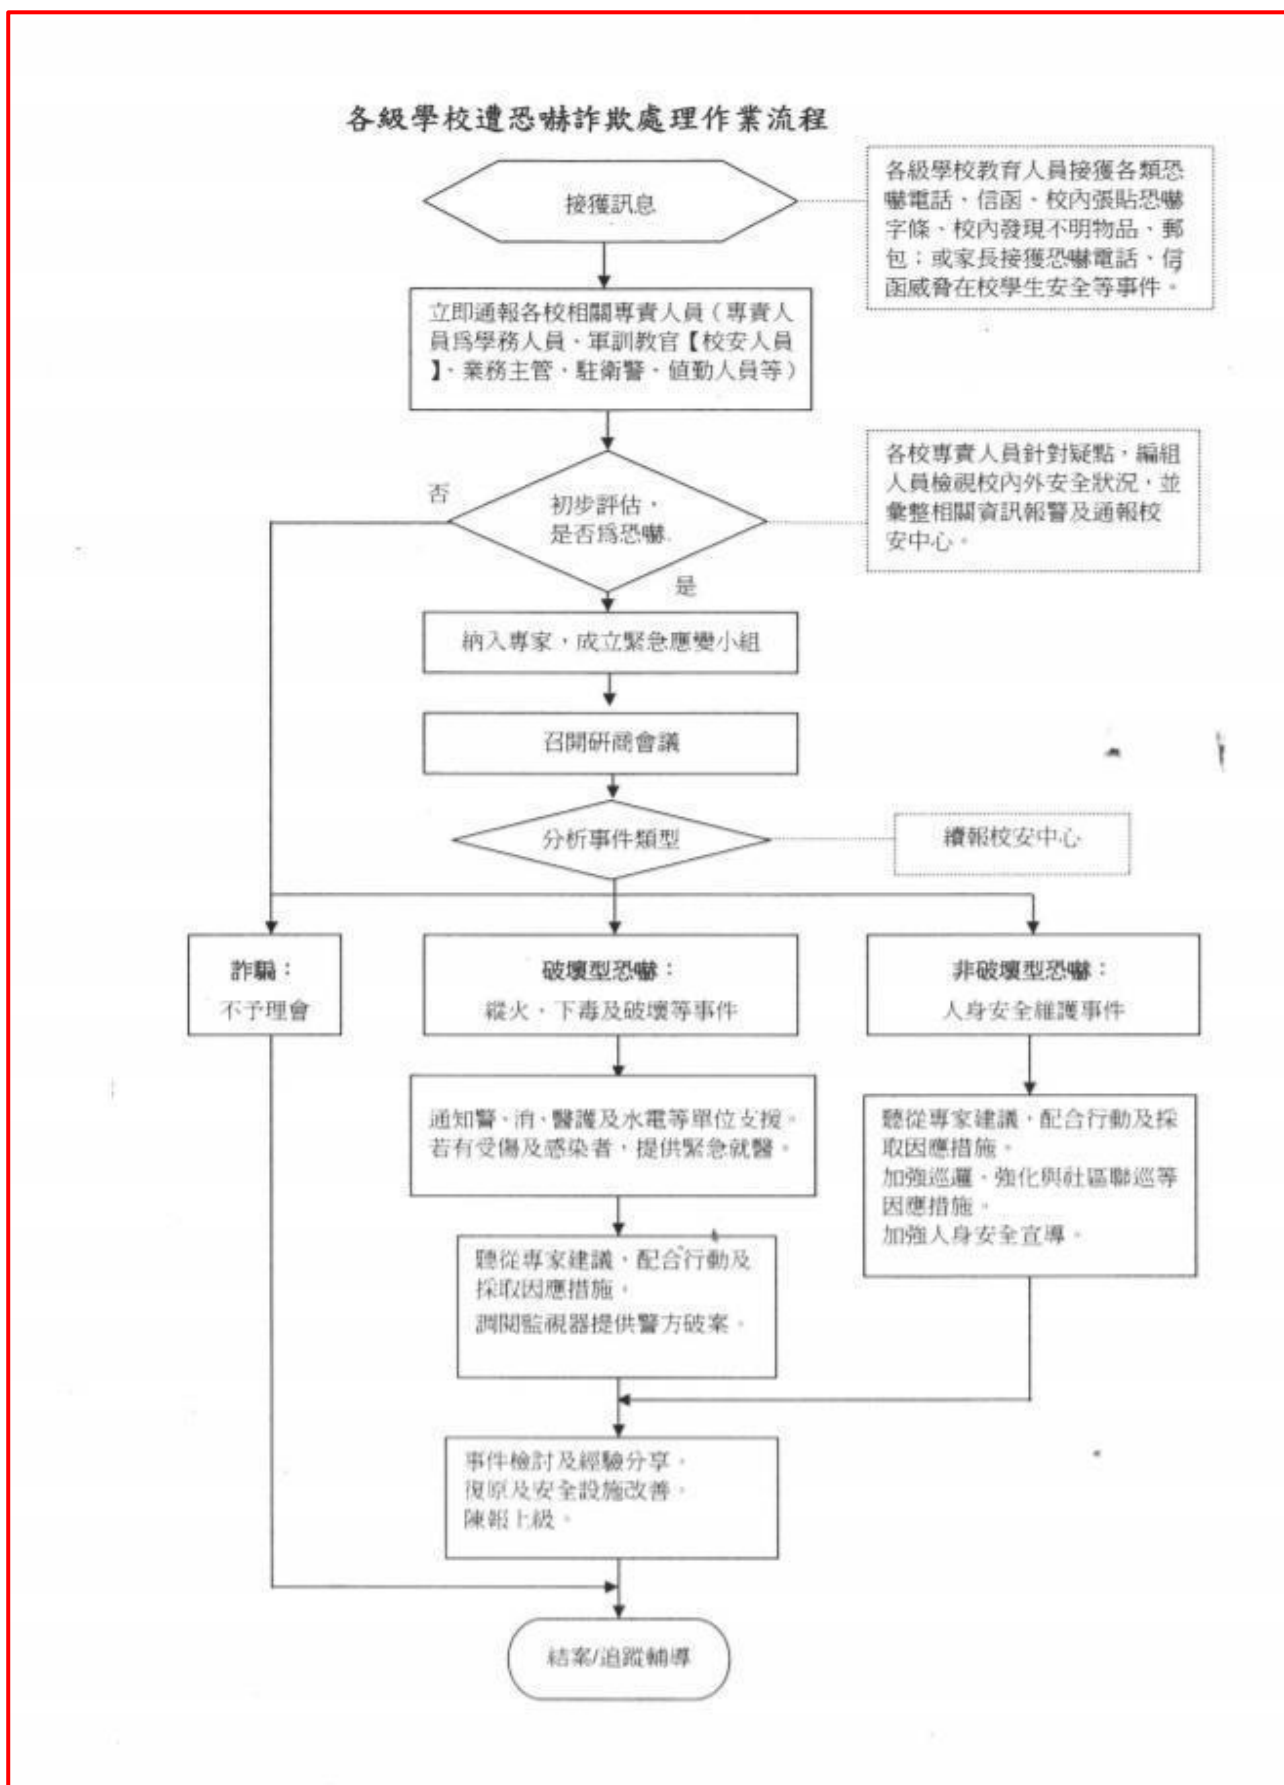 各級學校遭恐嚇詐欺處理作業流程
接獲訊息
各級學校教育人員接獲各類恐
嚇電話、信函、校內張貼恐嚇
字條、校內發現不明物品、郵
包；或家長接獲恐嚇電話、信
函威脅在校學生安全等事件。
立即通報各校相關專責人員（專責人
員爲學務人員、軍訓教官【校安人員
】、業務主管、駐衛警、值勤人員等）
各校專責人員針對疑點，編組
人員檢視校內外安全狀況，並
彙整相關資訊報警及通報校
安中心。
否
初步評估，
是否爲恐嚇
是
納入專家，成立緊急應變小組
召開研商會議
分析事件類型
續報校安中心
詐騙：
不予理會
破壞型恐嚇：
縱火、下毒及破壞等事件
非破壞型恐嚇：
人身安全維護事件
通知警、消、醫護及水電等單位支援。
若有受傷及感染者，提供緊急就醫。
聽從專家建議，配合行動及採
取因應措施。
加強巡邏、強化與社區聯巡等
因應措施。
加強人身安全宣導。
聽從專家建議，配合行動及
採取因應措施。
調閱監視器提供警方破案。
事件檢討及經驗分享。
復原及安全設施改善。
陳報上級。
結案/追蹤輔導